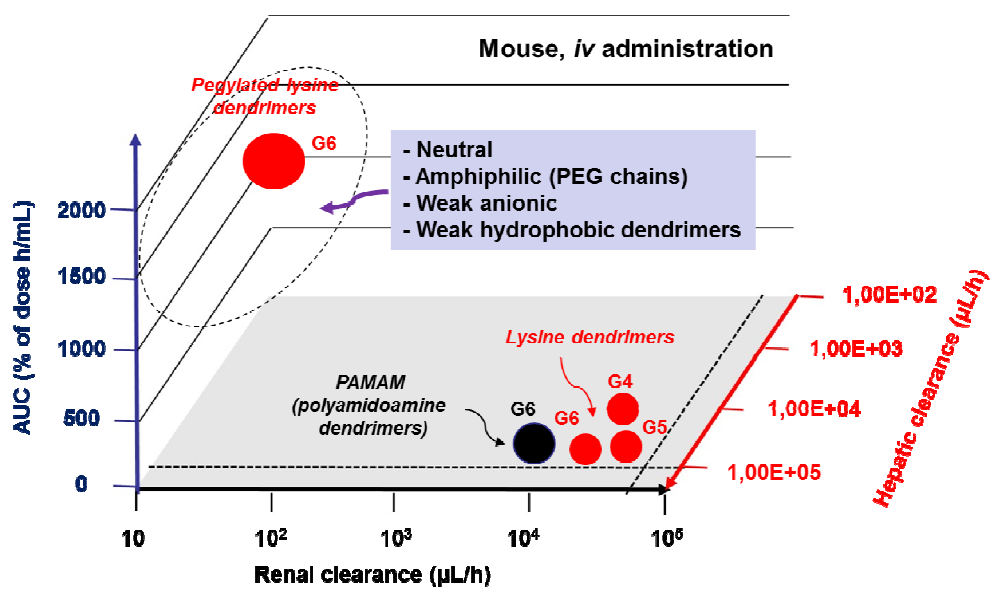 Mouse, iv administration
Pegylated lysine
dendrimers
G6
- Neutral
- Amphiphilic (PEG chains)
- Weak anionic
- Weak hydrophobic dendrimers
AUC (% of dose h/mL)
2000
1500
1000
500
0
Lysine dendrimers
PAMAM
(polyamidoamine
dendrimers)
G6
G6
G4
G5
1,00E+02
1,00E+03
1,00E+04
1,00E+05
Hepatic clearance (µL/h)
10
10²
10³
10⁴
10⁵
Renal clearance (µL/h)